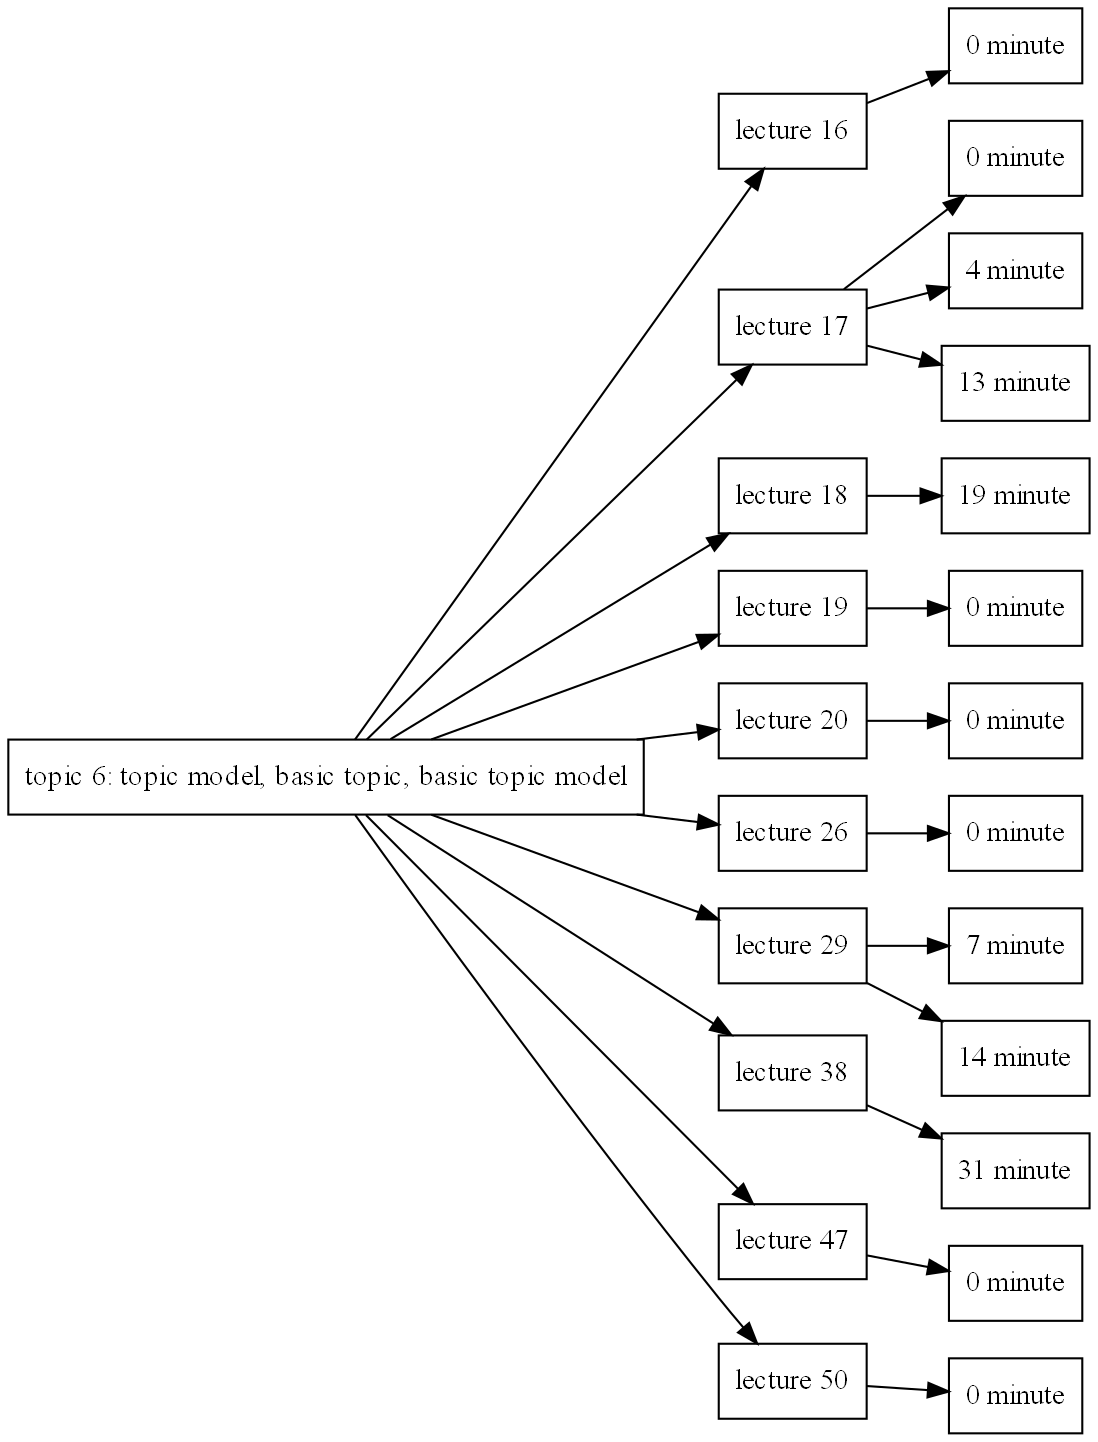 topic 6: topic model, basic topic, basic topic model
lecture 16
0 minute
lecture 17
0 minute
4 minute
13 minute
lecture 18
19 minute
lecture 19
0 minute
lecture 20
0 minute
lecture 26
0 minute
lecture 29
7 minute
14 minute
lecture 38
31 minute
lecture 47
0 minute
lecture 50
0 minute